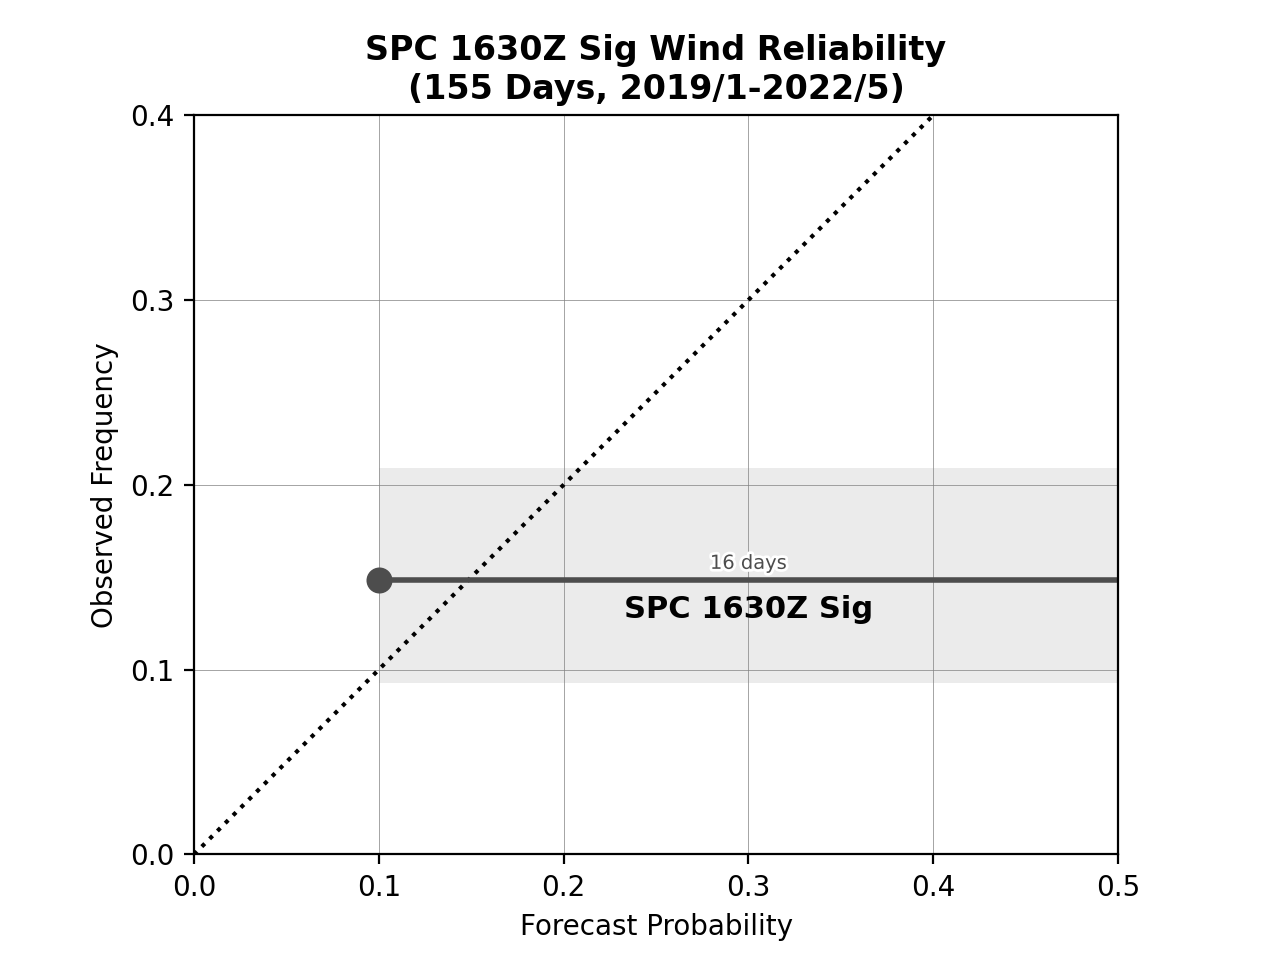 SPC 1630Z Sig Wind Reliability
(155 Days, 2019/1-2022/5)
0.4
0.3
0.2
0.1
0.0
Observed Frequency
16 days
SPC 1630Z Sig
0.0 0.1 0.2 0.3 0.4 0.5
Forecast Probability